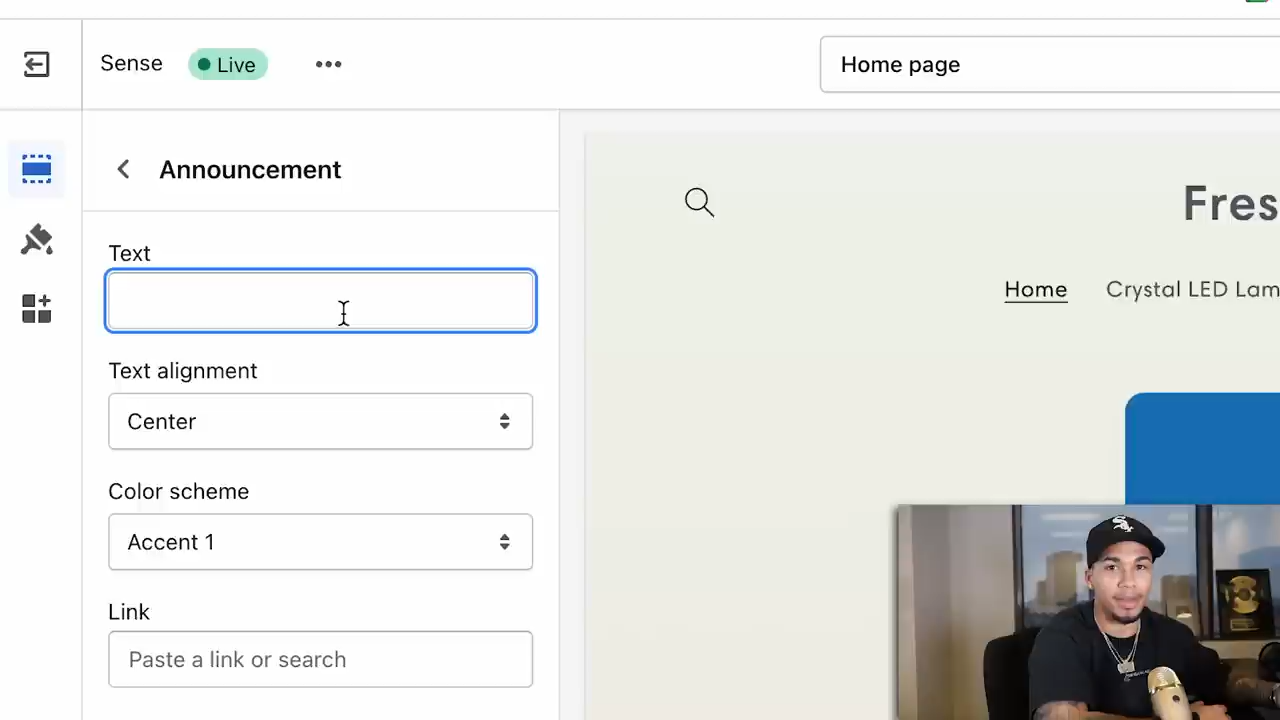 Sense
Live
Home page
Announcement
Text
Text alignment
Center
Color scheme
Accent 1
Link
Paste a link or search
Fres
Home
Crystal LED Lam